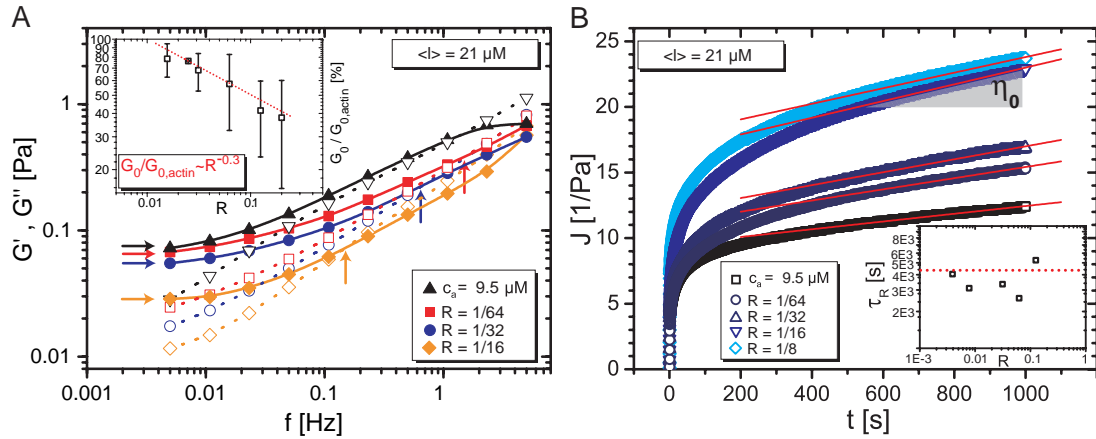 A
<l> = 21 µM
100
90
80
70
60
50
40
30
20
G0/G0,actin [%]
G0/G0,actin~R^-0.3
0.1
R
G', G'' [Pa]
1
0.1
0.01
ca = 9.5 µM
R = 1/64
R = 1/32
R = 1/16
0.001 0.01 0.1 1
f [Hz]
B
<l> = 21 µM
J [1/Pa]
25
20
15
10
5
0
η0
ca = 9.5 µM
R = 1/64
R = 1/32
R = 1/16
R = 1/8
τR [s]
8E3
6E3
5E3
4E3
3E3
2E3
1E-3 0.01 0.1 1
R
0 200 400 600 800 1000
t [s]